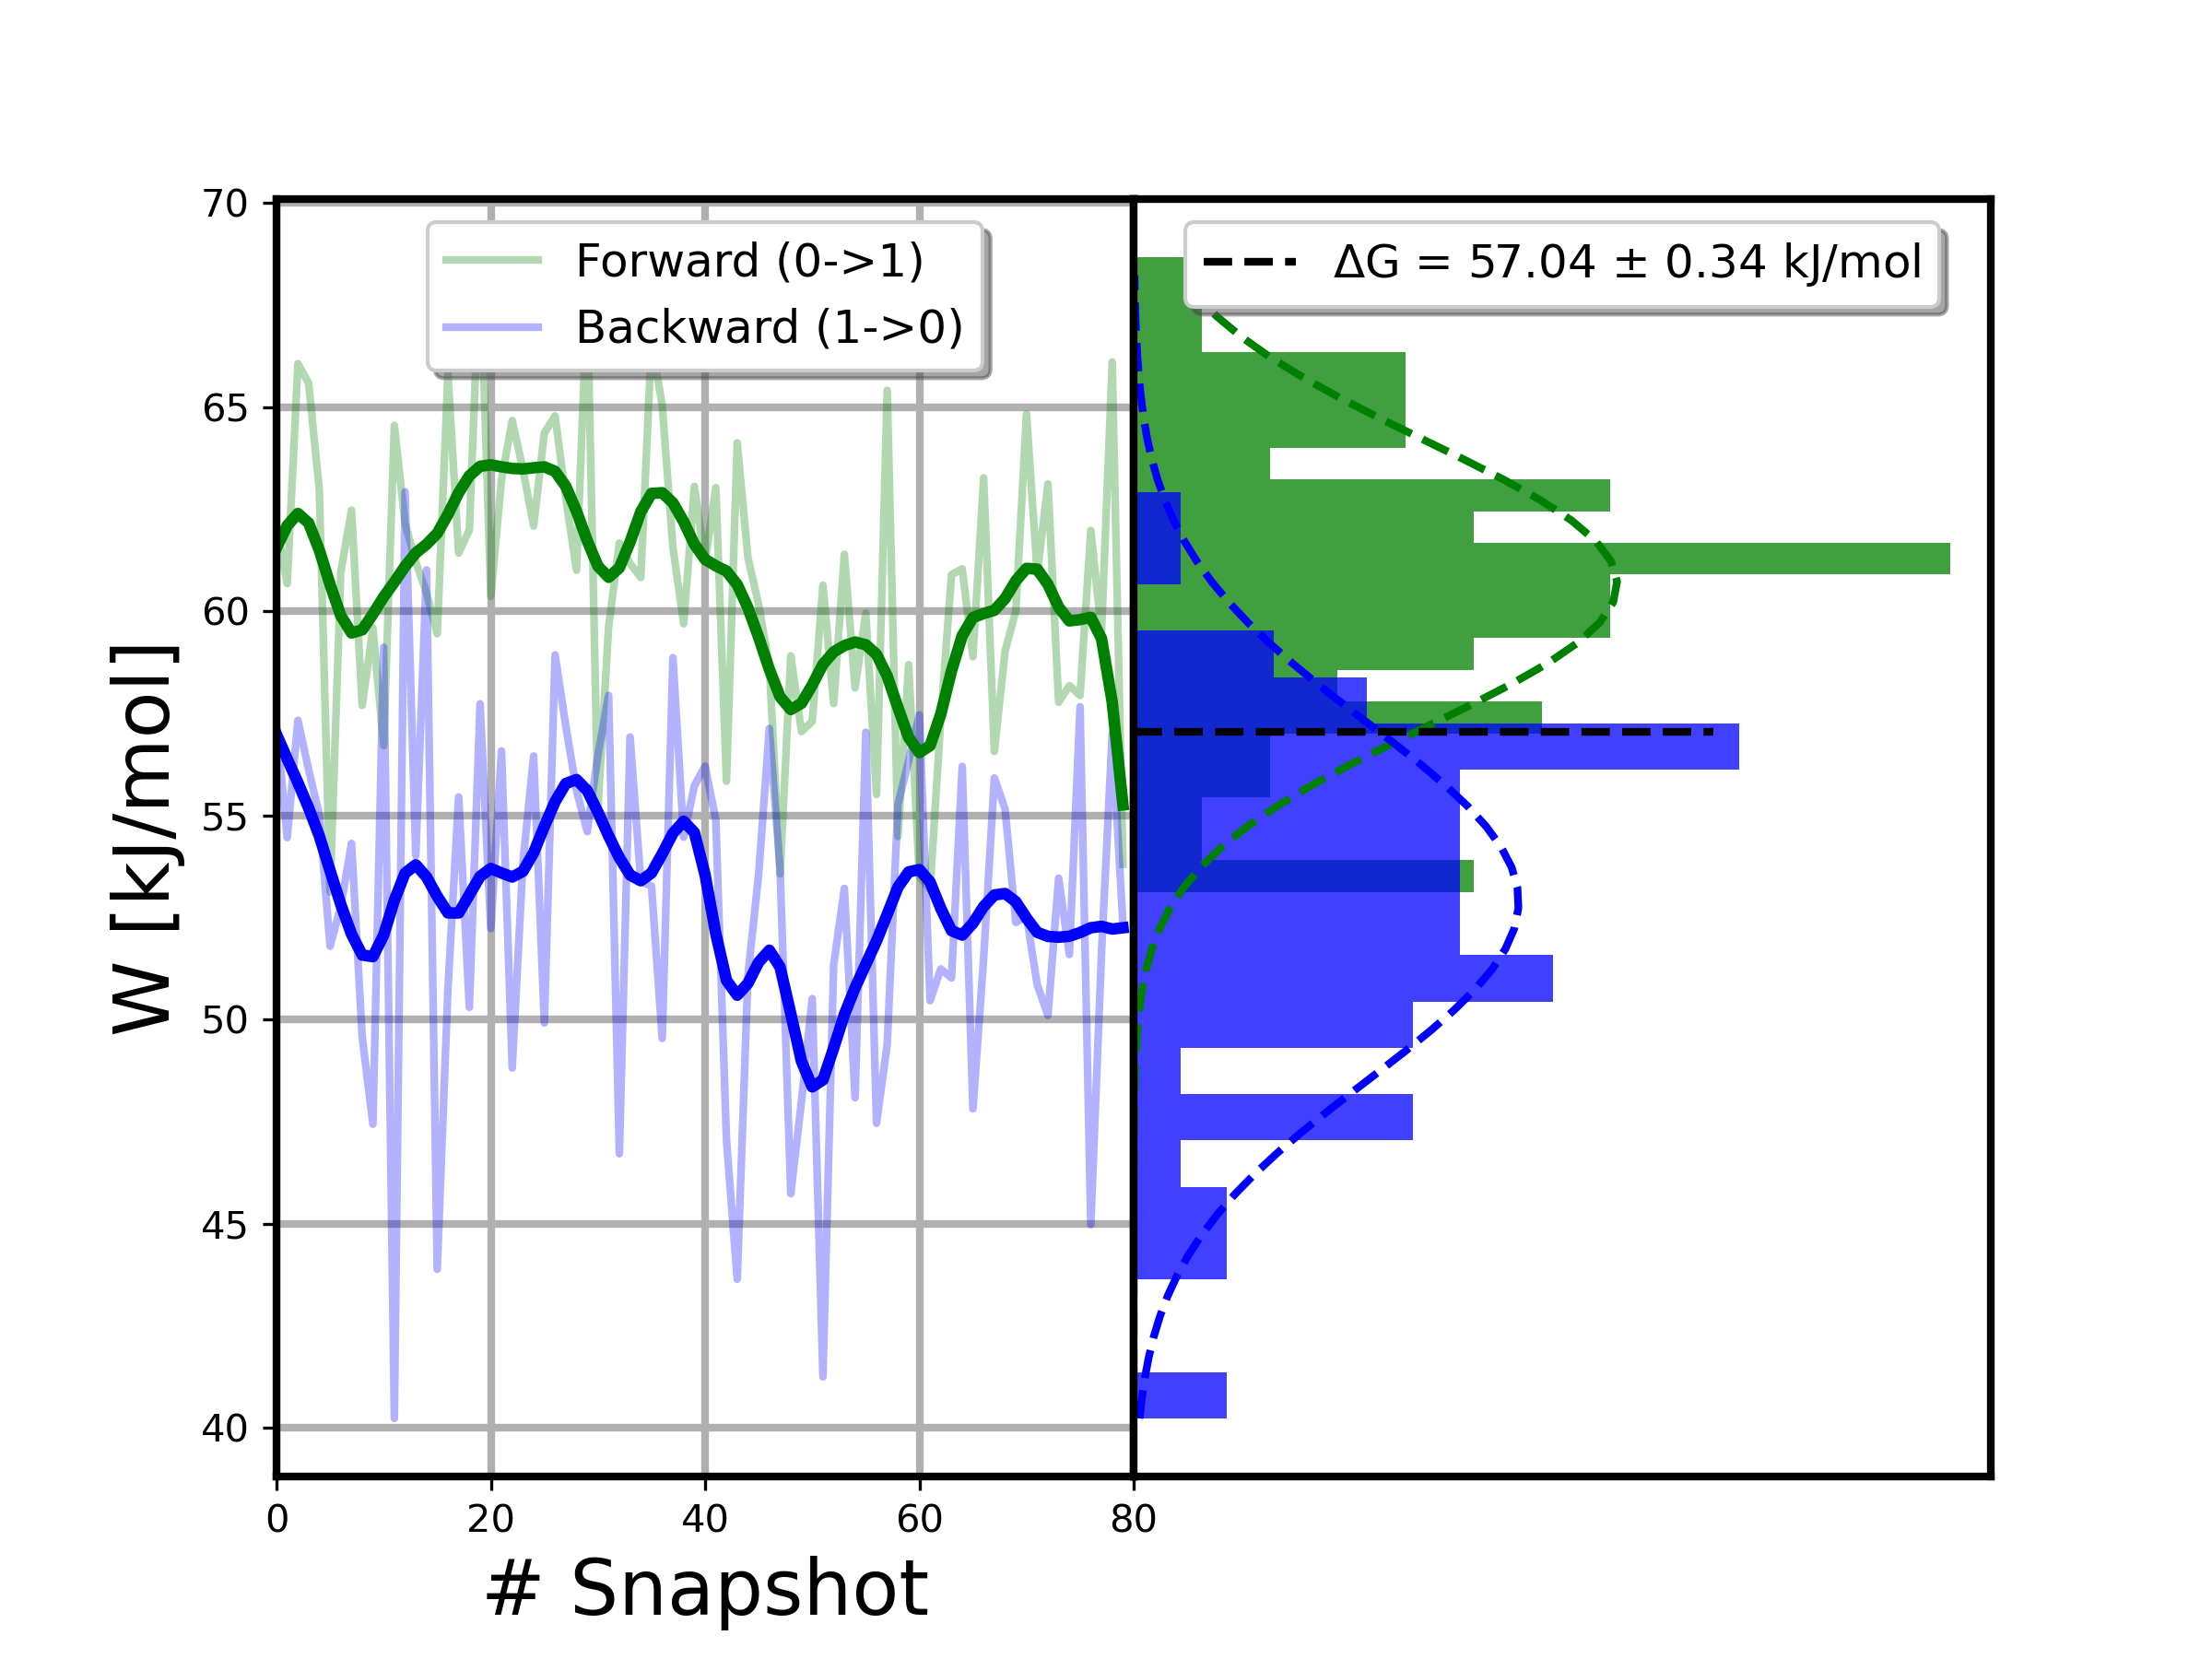 Forward (0->1)
Backward (1->0)
ΔG = 57.04 ± 0.34 kJ/mol
W [kJ/mol]
70
65
60
55
50
45
40
0 20 40 60 80
# Snapshot